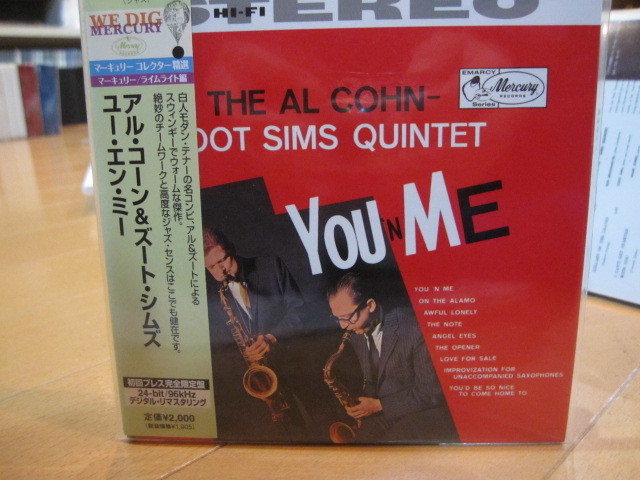 WE DIG
MERCURY
Mercury
マーキュリー コレクター精選
マーキュリー/ライムライト編
アル・コーン&ズート・シムズ
ユー・エン・ミー
白人モダン・テナーの名コンビ、アル&ズートによる
スウィンギーでウォームな傑作。
絶妙のチームワークと高度なジャズ・センスはここでも健在です。
初回プレス完全限定盤
24-bit/96kHz
デジタル・リマスタリング
定価¥2,000
HI-FI
STEREO
EMARCY
Series
Mercury
RECORDS
THE AL COHN-
OOT SIMS QUINTET
YOU 'N ME
YOU 'N ME
ON THE ALAMO
AWFUL LONELY
THE NOTE
ANGEL EYES
THE OPENER
LOVE FOR SALE
IMPROVIZATION FOR
UNACCOMPANIED SAXOPHONES
YOU'D BE SO NICE
TO COME HOME TO